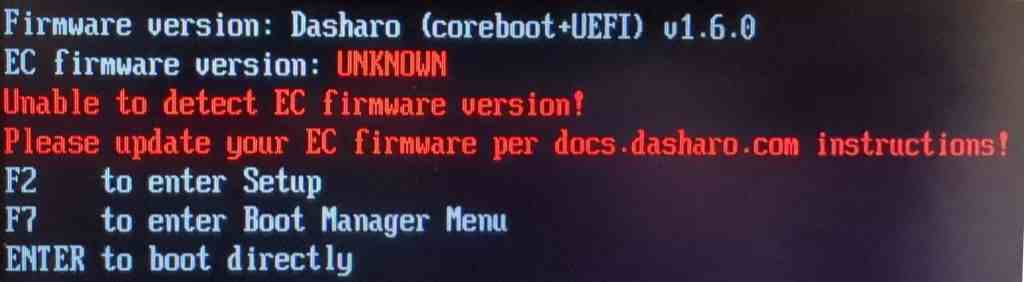 Firmware version: Dasharo (coreboot+UEFI) v1.6.0
EC firmware version: UNKNOWN
Unable to detect EC firmware version!
Please update your EC firmware per docs.dasharo.com instructions!
F2 to enter Setup
F7 to enter Boot Manager Menu
ENTER to boot directly